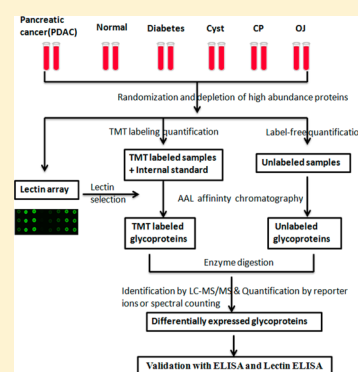 Pancreatic
cancer(PDAC)
Normal
Diabetes
Cyst
CP
OJ
Randomization and depletion of high abundance proteins
TMT labeling quantification
Label-free quantification
TMT labeled samples
+ Internal standard
Unlabeled samples
Lectin array
Lectin
selection
AAL affininty chromatography
TMT labeled
glycoproteins
Unlabeled
glycoproteins
Enzyme digestion
Identification by LC-MS/MS & Quantification by reporter
ions or spectral counting
Differentially expressed glycoproteins
Validation with ELISA and Lectin ELISA